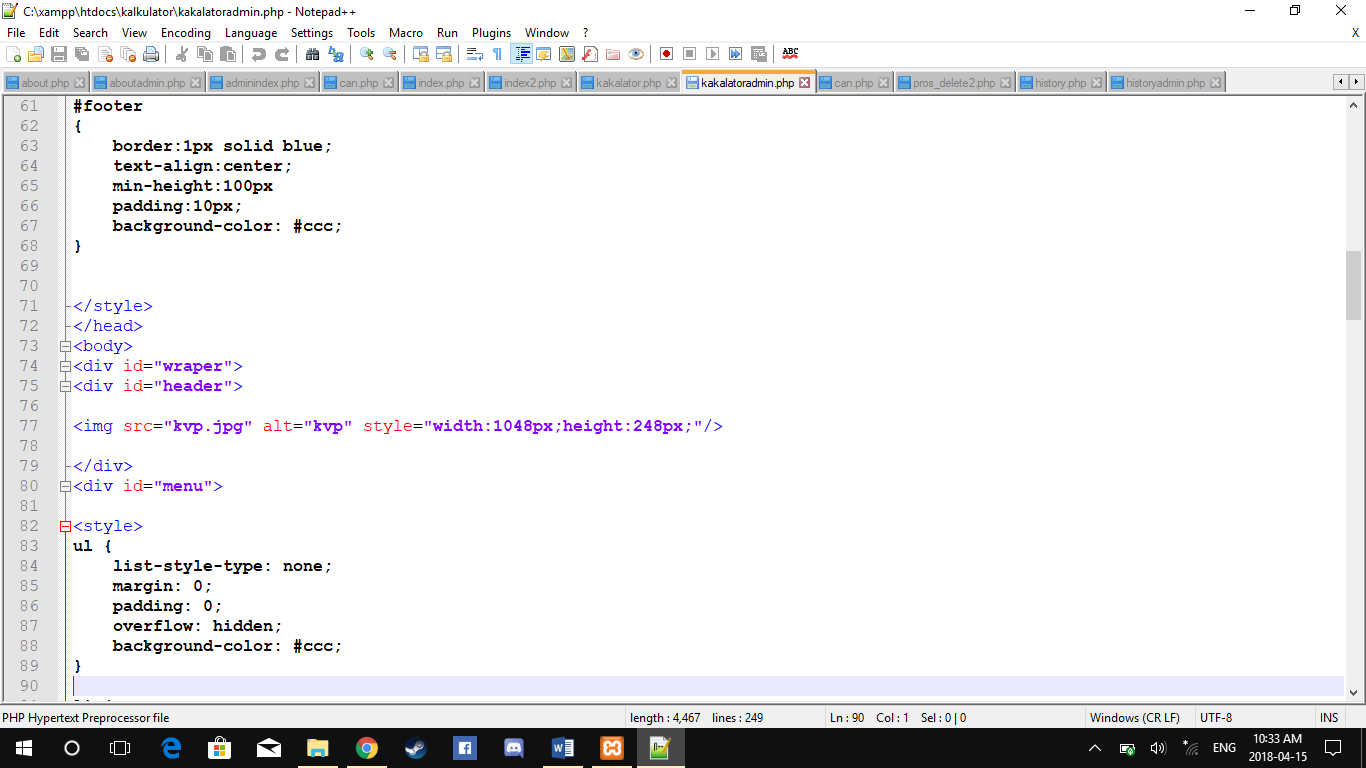 C:\xampp\htdocs\kalkulator\kakalatoradmin.php - Notepad++
File Edit Search View Encoding Language Settings Tools Macro Run Plugins Window ? X
ABC
about.php aboutadmin.php adminindex.php can.php index.php index2.php kakalator.php kakalatoradmin.php can.php pros_delete2.php history.php historyadmin.php
61 #footer
62 {
63 border:1px solid blue;
64 text-align:center;
65 min-height:100px
66 padding:10px;
67 background-color: #ccc;
68 }
69
70
71 </style>
72 </head>
73 <body>
74 <div id="wraper">
75 <div id="header">
76
77 <img src="kvp.jpg" alt="kvp" style="width:1048px;height:248px;"/>
78
79 </div>
80 <div id="menu">
81
82 <style>
83 ul {
84 list-style-type: none;
85 margin: 0;
86 padding: 0;
87 overflow: hidden;
88 background-color: #ccc;
89 }
90
PHP Hypertext Preprocessor file length : 4,467 lines : 249 Ln : 90 Col : 1 Sel : 0 | 0 Windows (CR LF) UTF-8 INS
ENG 10:33 AM
2018-04-15